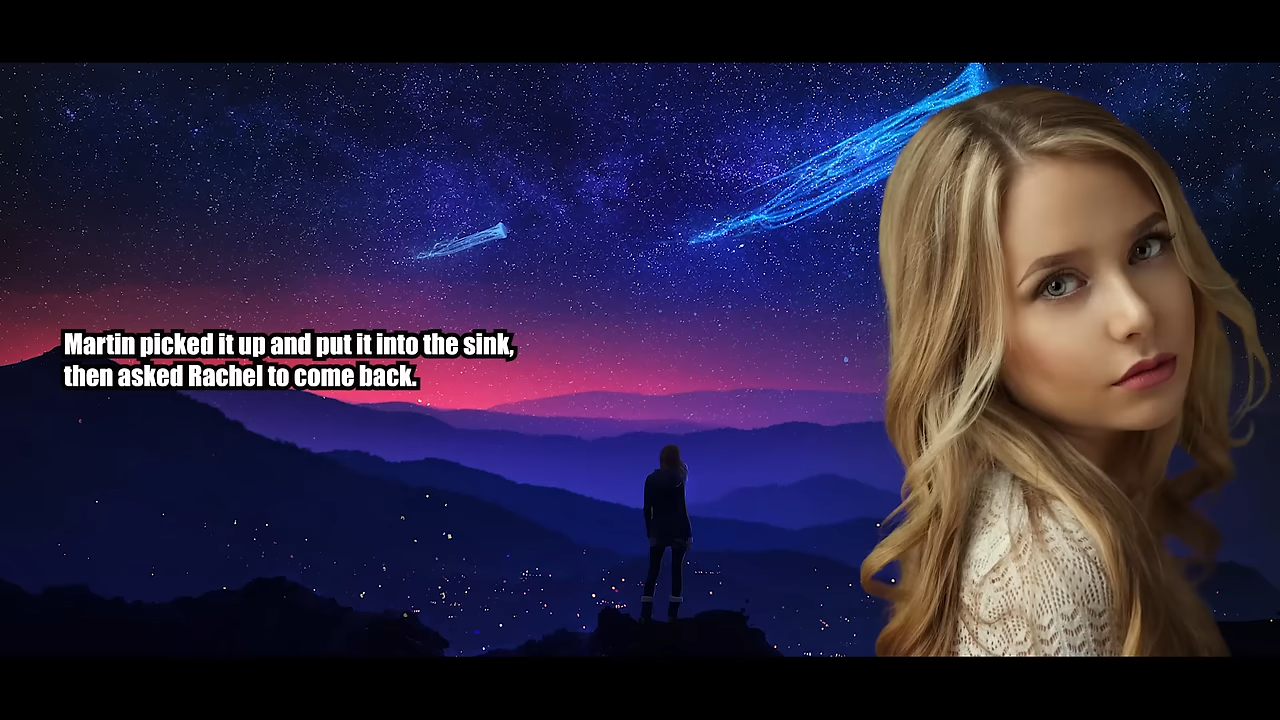 Martin picked it up and put it into the sink,
then asked Rachel to come back.